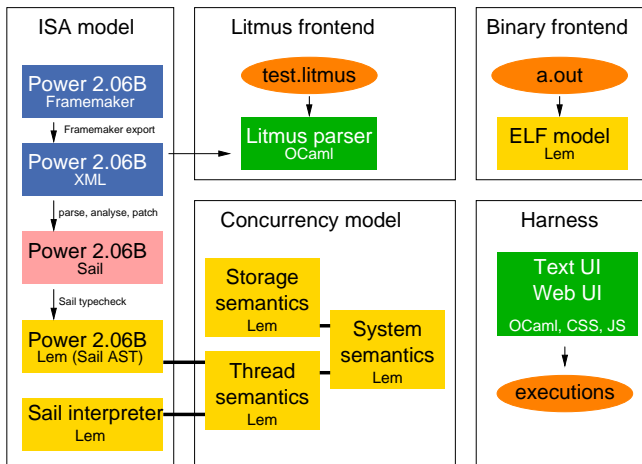 ISA model
Power 2.06B
Framemaker
Framemaker export
Power 2.06B
XML
parse, analyse, patch
Power 2.06B
Sail
Sail typecheck
Power 2.06B
Lem (Sail AST)
Sail interpreter
Lem
Litmus frontend
test.litmus
Litmus parser
OCaml
Binary frontend
a.out
ELF model
Lem
Concurrency model
Storage
semantics
Lem
System
semantics
Lem
Thread
semantics
Lem
Harness
Text UI
Web UI
OCaml, CSS, JS
executions